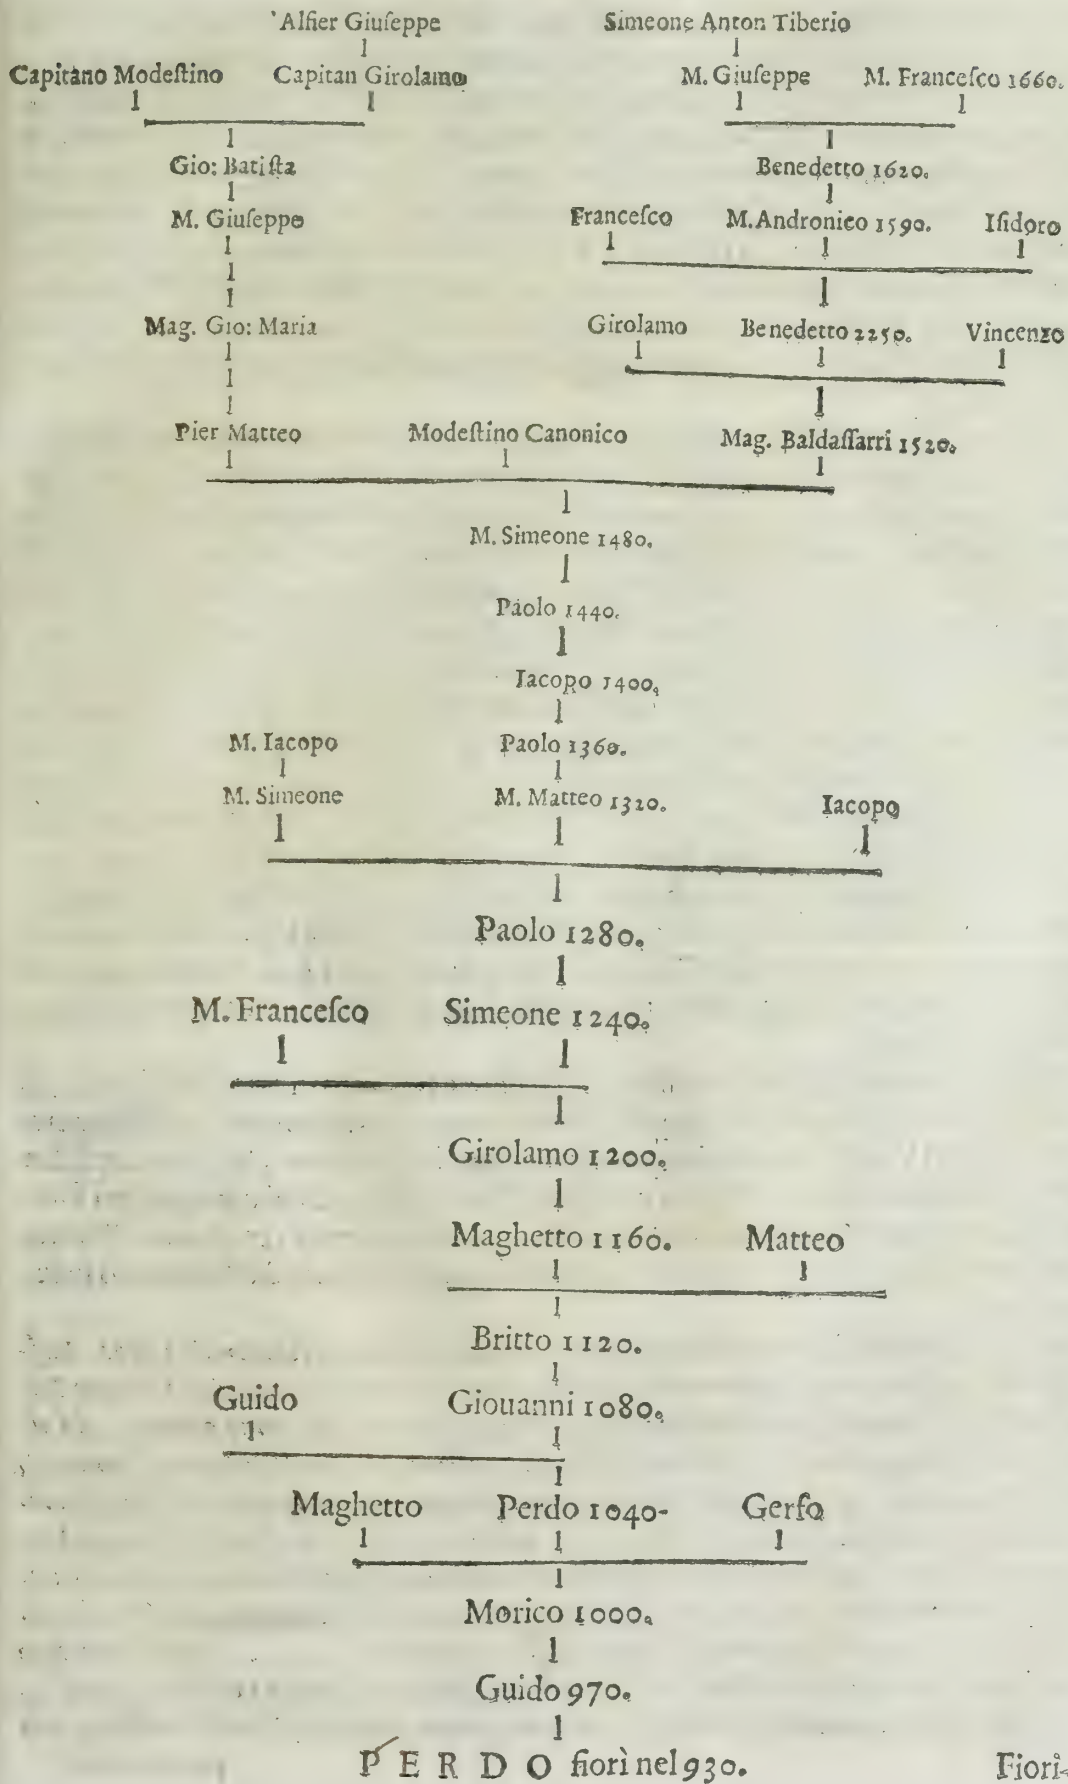 'Alfier Giuſeppe Simeone Anton Tiberio
Capitano Modeſtino Capitan Girolamo M. Giuſeppe M. Franceſco 1660.
Gio: Batiſta Benedetto 1620.
M. Giuſeppe Franceſco M. Andronico 1590. Iſidoro
Mag. Gio: Maria Girolamo Benedetto 2250. Vincenzo
Pier Matteo Modeſtino Canonico Mag. Baldaſſarri 1520.
M. Simeone 1480.
Paolo 1440.
Iacopo 1400.
M. Iacopo Paolo 1360.
M. Simeone M. Matteo 1320. Iacopo
Paolo 1280.
M. Franceſco Simeone 1240.
Girolamo 1200.
Maghetto 1160. Matteo
Britto 1120.
Guido Giouanni 1080.
Maghetto Perdo 1040- Gerſo
Morico 1000.
Guido 970.
PERDO fiorì nel 930. Fiori-